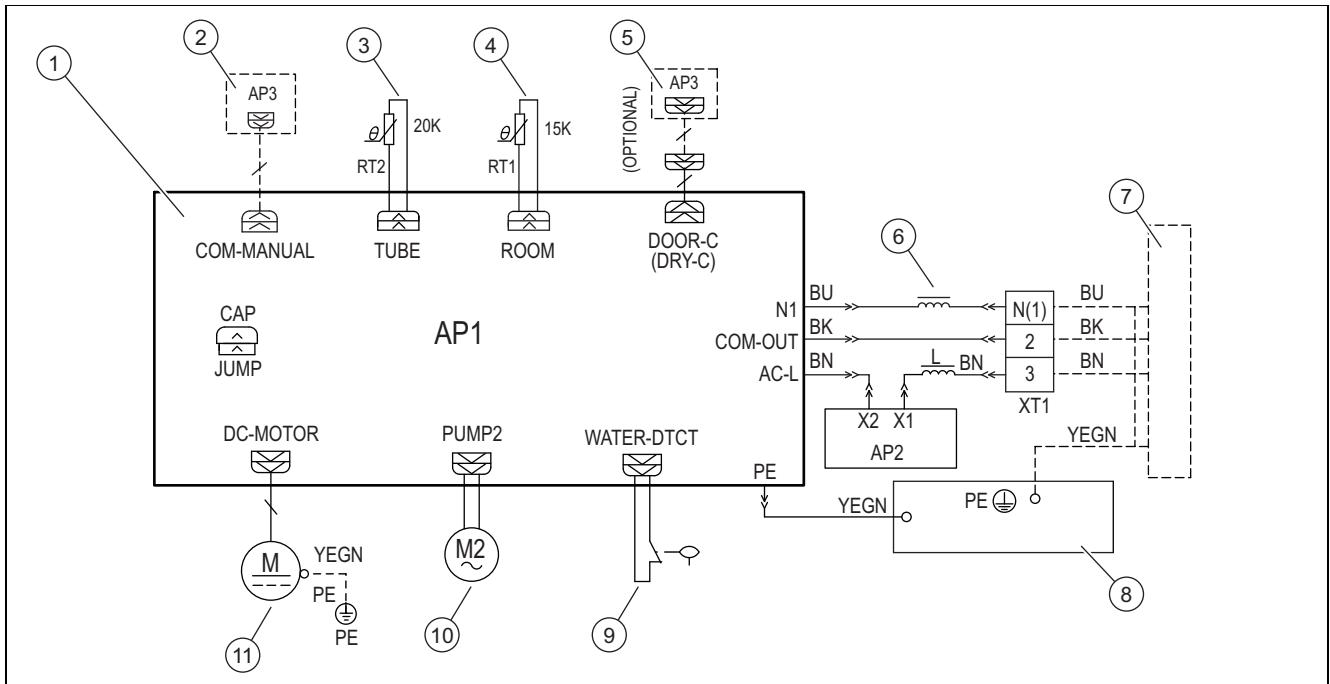 1
2
3
4
5
6
7
8
9
10
11
AP3
θ
20K
RT2
θ
15K
RT1
(OPTIONAL)
AP3
COM-MANUAL
TUBE
ROOM
DOOR-C
(DRY-C)
CAP
JUMP
AP1
N1
COM-OUT
AC-L
BU
BK
BN
L
BN
N(1)
2
3
XT1
BU
BK
BN
YEGN
X2
X1
AP2
DC-MOTOR
PUMP2
WATER-DTCT
PE
YEGN
PE
M
YEGN
PE
PE
M2